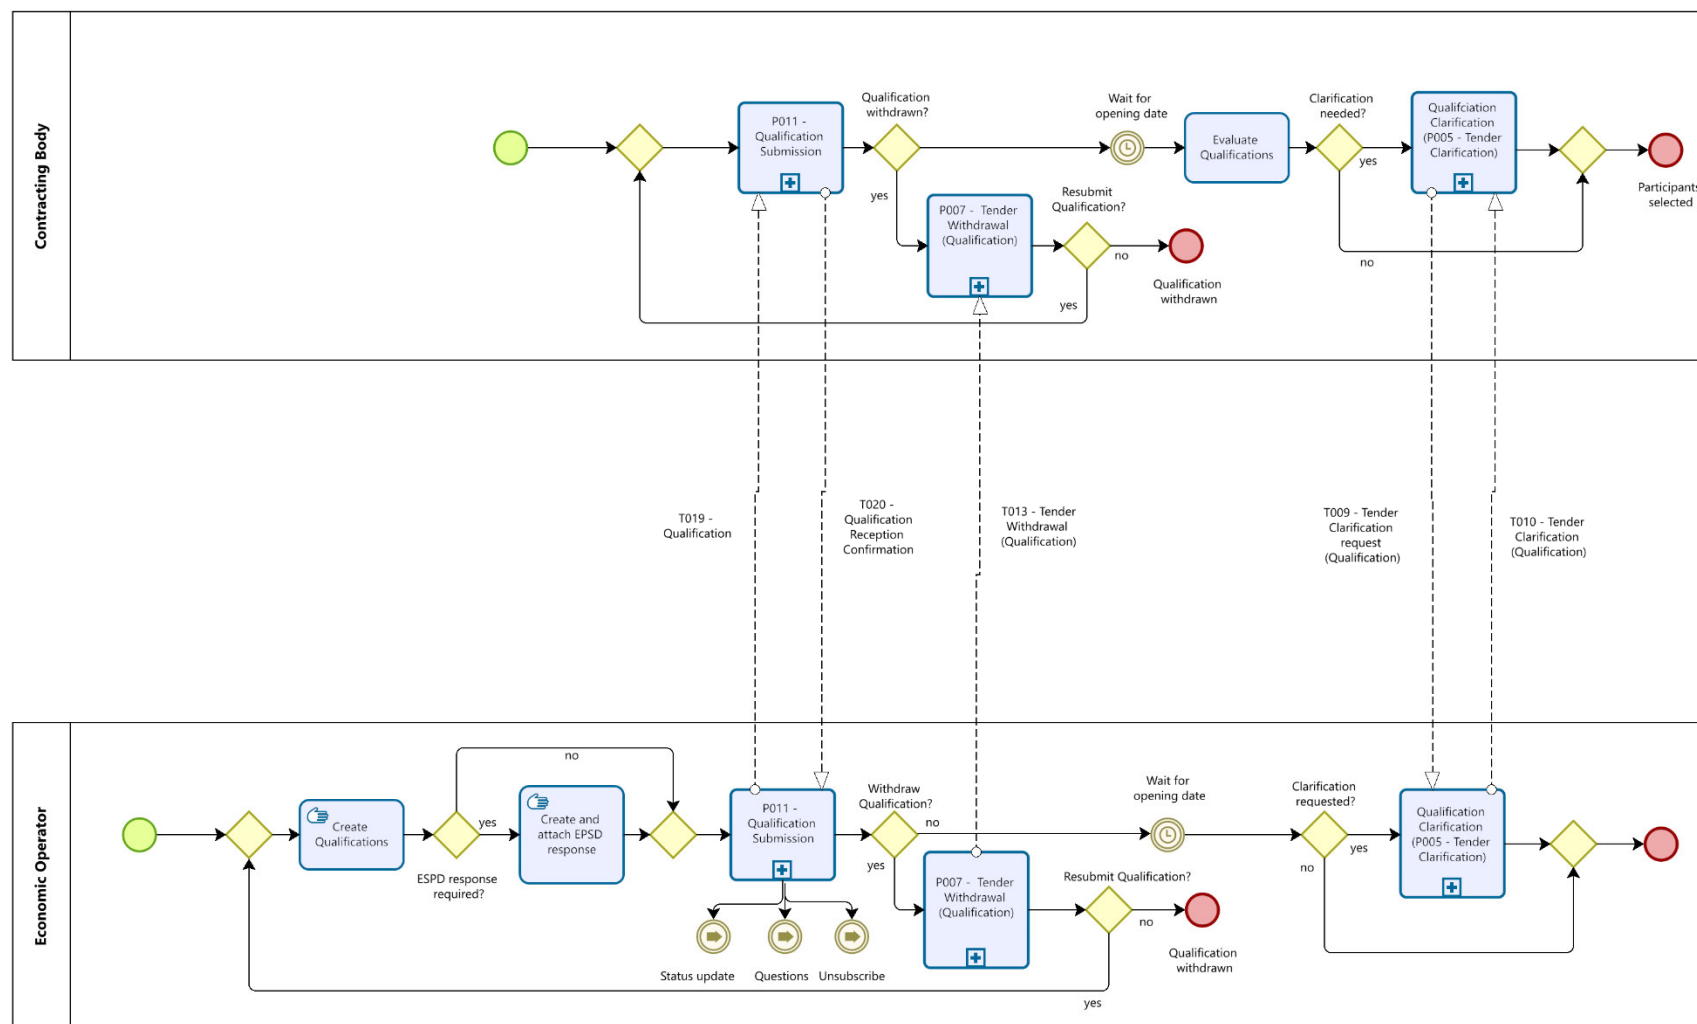 Contracting Body
P011 -
Qualification
Submission
Qualification
withdrawn?
yes
P007 - Tender
Withdrawal
(Qualification)
Resubmit
Qualification?
no
yes
Qualification
withdrawn
Wait for
opening date
Evaluate
Qualifications
Clarification
needed?
yes
no
Qualifciation
Clarification
(P005 - Tender
Clarification)
Participants
selected
T019 -
Qualification
T020 -
Qualification
Reception
Confirmation
T013 - Tender
Withdrawal
(Qualification)
T009 - Tender
Clarification
request
(Qualification)
T010 - Tender
Clarification
(Qualification)
Economic Operator
Create
Qualifications
ESPD response
required?
no
yes
Create and
attach EPSD
response
P011 -
Qualification
Submission
Status update
Questions
Unsubscribe
Withdraw
Qualification?
no
yes
P007 - Tender
Withdrawal
(Qualification)
Resubmit Qualification?
no
yes
Qualification
withdrawn
Wait for
opening date
Clarification
requested?
yes
no
Qualification
Clarification
(P005 - Tender
Clarification)